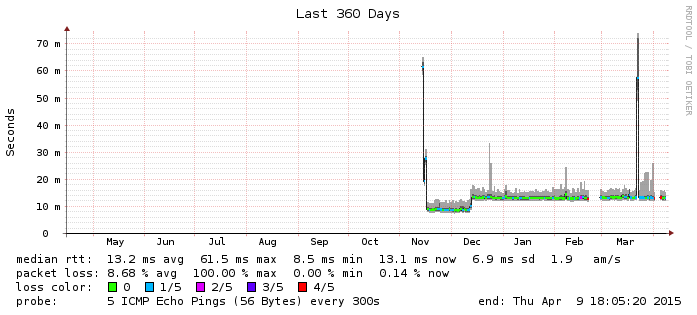 Last 360 Days
RRDTOOL / TOBI OETIKER
Seconds
70 m
60 m
50 m
40 m
30 m
20 m
10 m
0
May Jun Jul Aug Sep Oct Nov Dec Jan Feb Mar
median rtt: 13.2 ms avg 61.5 ms max 8.5 ms min 13.1 ms now 6.9 ms sd 1.9 am/s
packet loss: 8.68 % avg 100.00 % max 0.00 % min 0.14 % now
loss color: 0 1/5 2/5 3/5 4/5
probe: 5 ICMP Echo Pings (56 Bytes) every 300s end: Thu Apr 9 18:05:20 2015